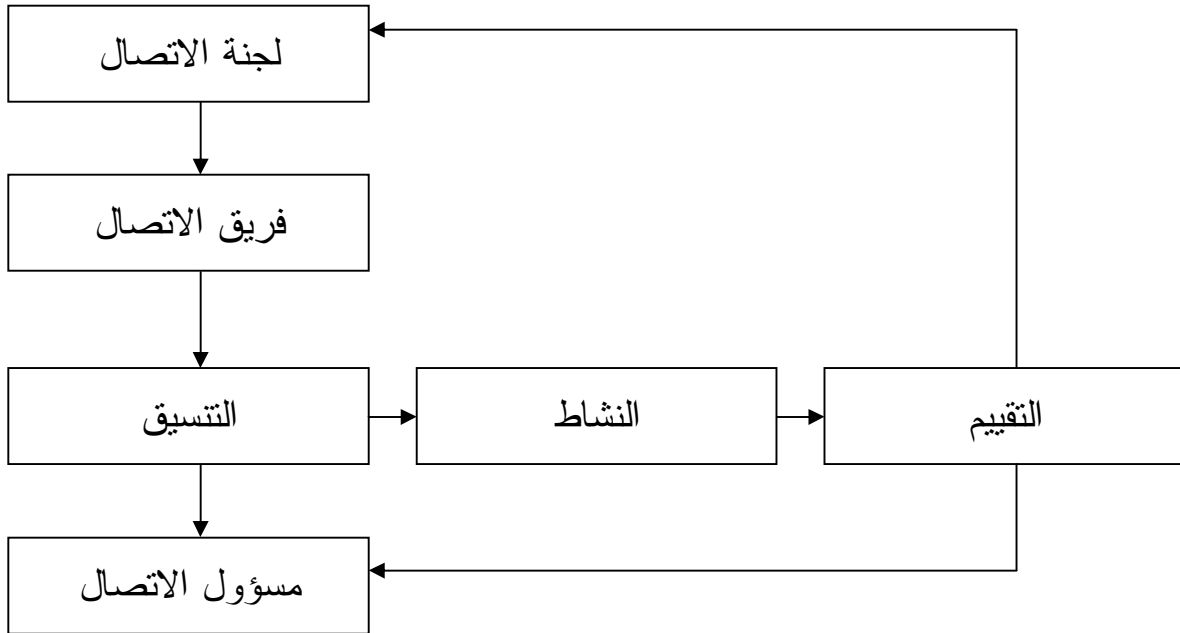 لجنة الاتصال
فريق الاتصال
التنسيق
النشاط
التقييم
مسؤول الاتصال